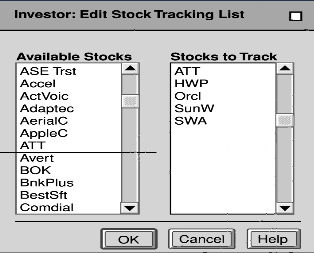 Investor: Edit Stock Tracking List
Available Stocks
ASE Trst
Accel
ActVoic
Adaptec
AerialC
AppleC
ATT
Avert
BOK
BnkPlus
BestSft
Comdial
Stocks to Track
ATT
HWP
Orcl
SunW
SWA
OK
Cancel
Help